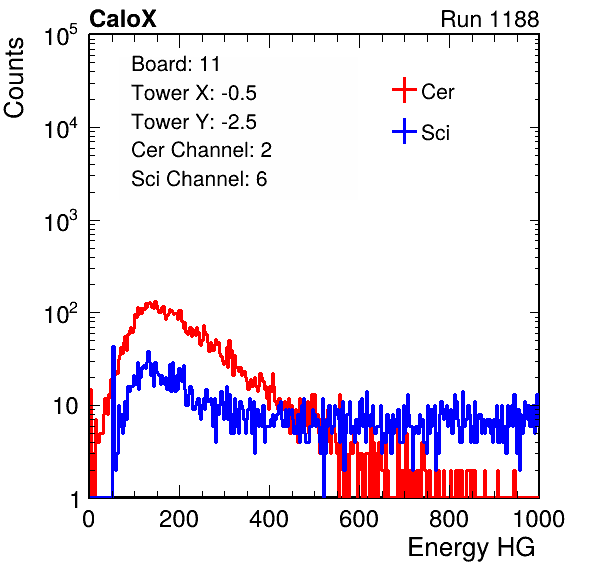 CaloX Run 1188
Counts
10^5
10^4
10^3
10^2
10
1
Board: 11
Tower X: -0.5
Tower Y: -2.5
Cer Channel: 2
Sci Channel: 6
Cer
Sci
0 200 400 600 800 1000
Energy HG